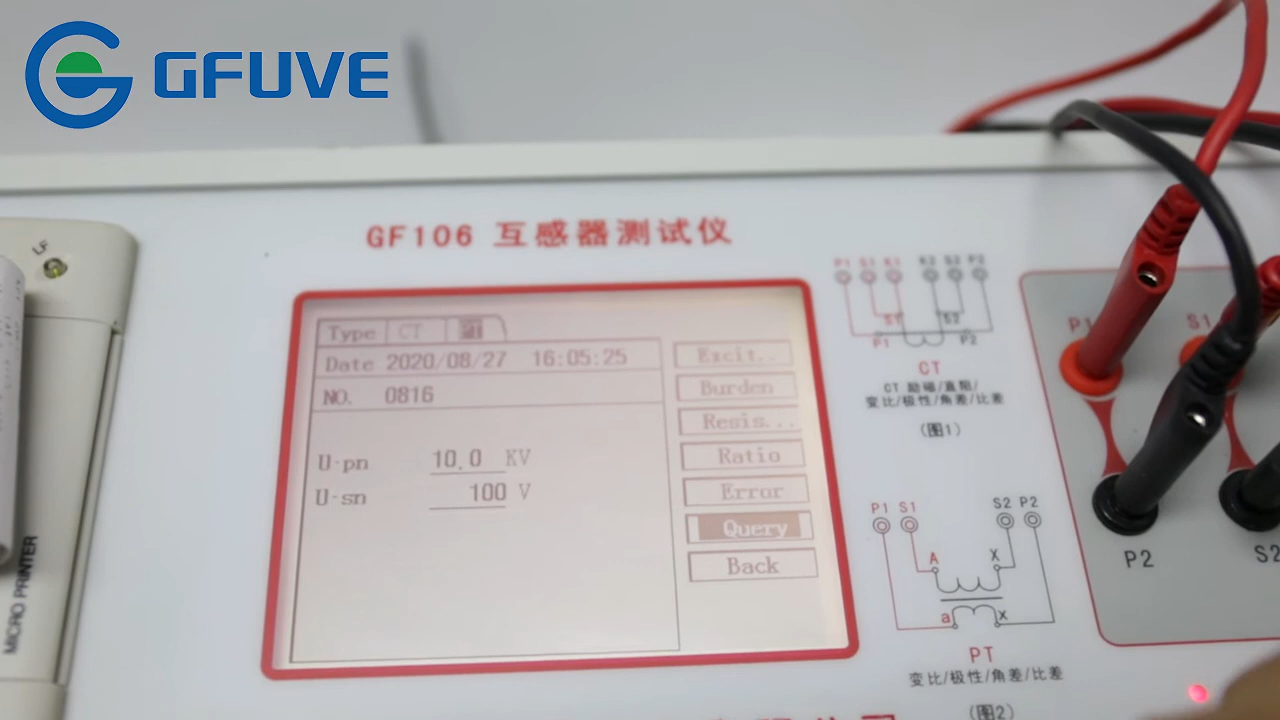 GFUVE
GF106 互感器测试仪
Type CT PT
Date 2020/08/27 16:05:25
NO. 0816
U-pn 10.0 KV
U-sn 100 V
Excit..
Burden
Resis...
Ratio
Error
Query
Back
P1 S1 K1 K2 S2 P2
S1 S2
P1 P2
CT
CT 励磁/直阻/
变比/极性/角差/比差
(图1)
P1 S1 S2 P2
A X
a x
PT
变比/极性/角差/比差
(图2)
P1 S1
P2 S2
MICRO PRINTER
LF